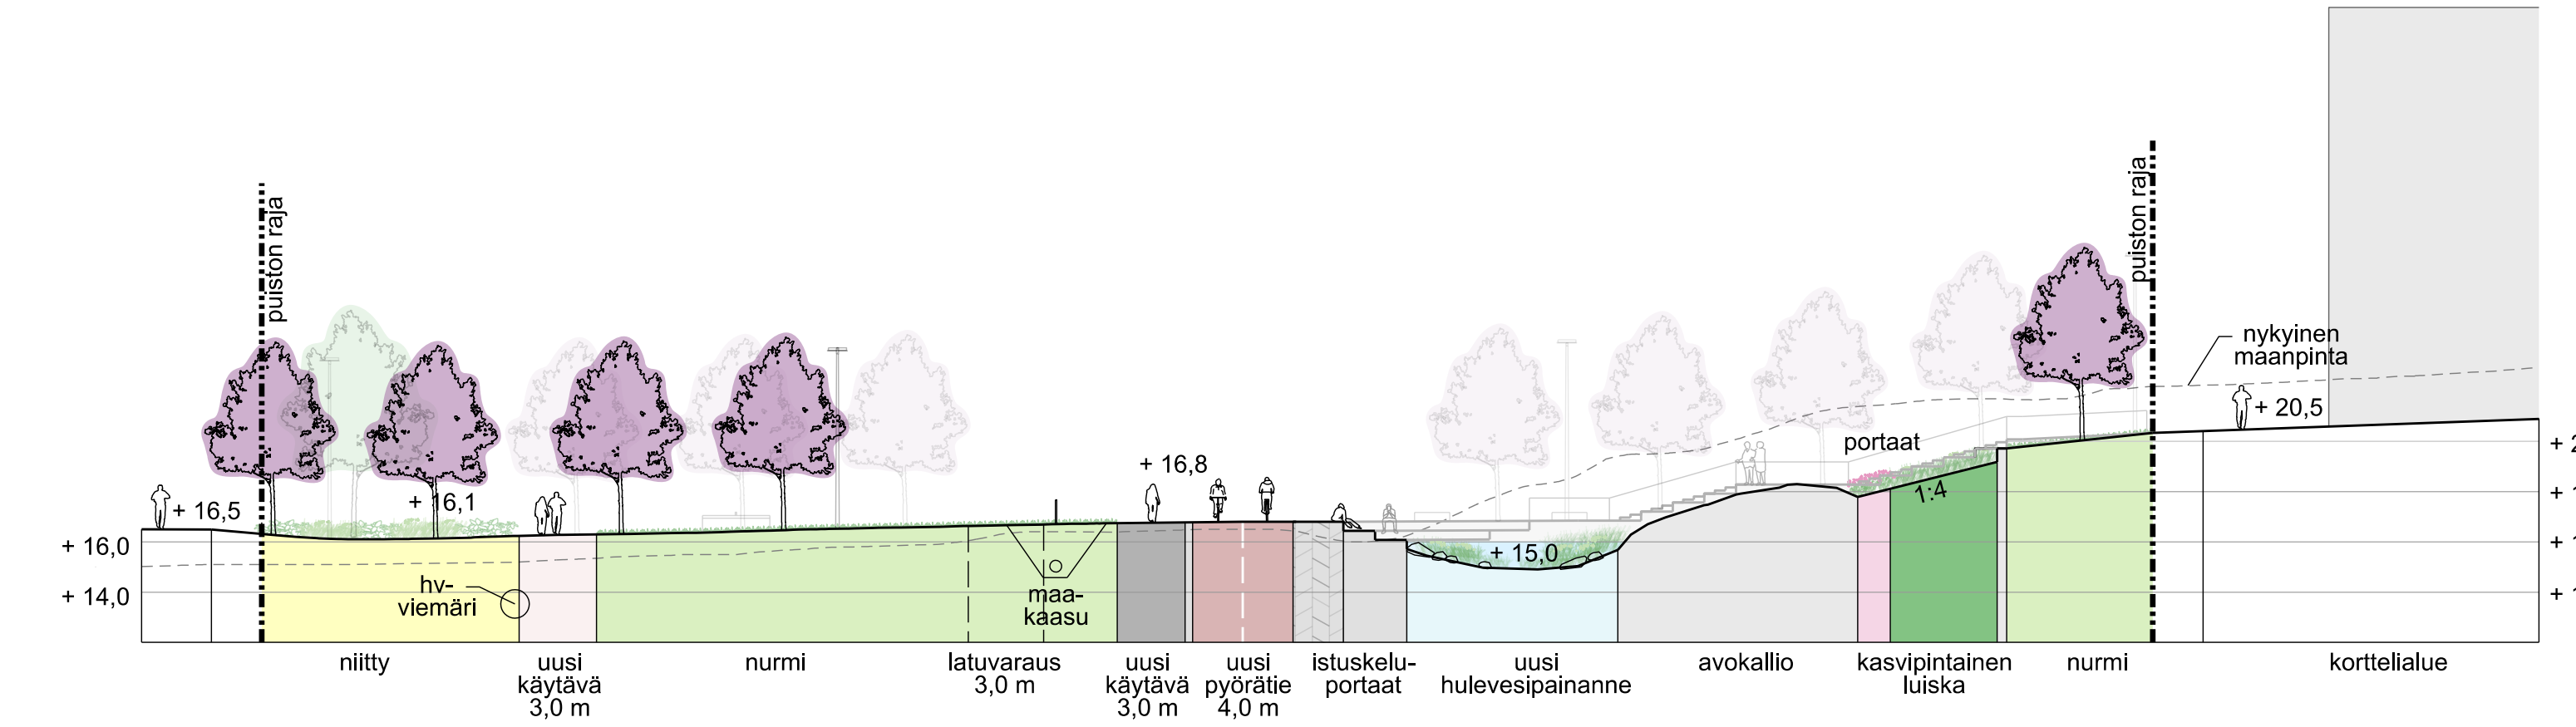 puiston raja
puiston raja
nykyinen
maanpinta
+ 20,5
portaat
+ 16,8
1:4
+ 16,1
+ 16,5
+ 16,0
+ 15,0
+ 14,0
hv-
viemäri
maa-
kaasu
niitty
uusi
käytävä
3,0 m
nurmi
latuvaraus
3,0 m
uusi
käytävä
3,0 m
uusi
pyörätie
4,0 m
istuskelu-
portaat
uusi
hulevesipainanne
avokallio
kasvipintainen
luiska
nurmi
korttelialue